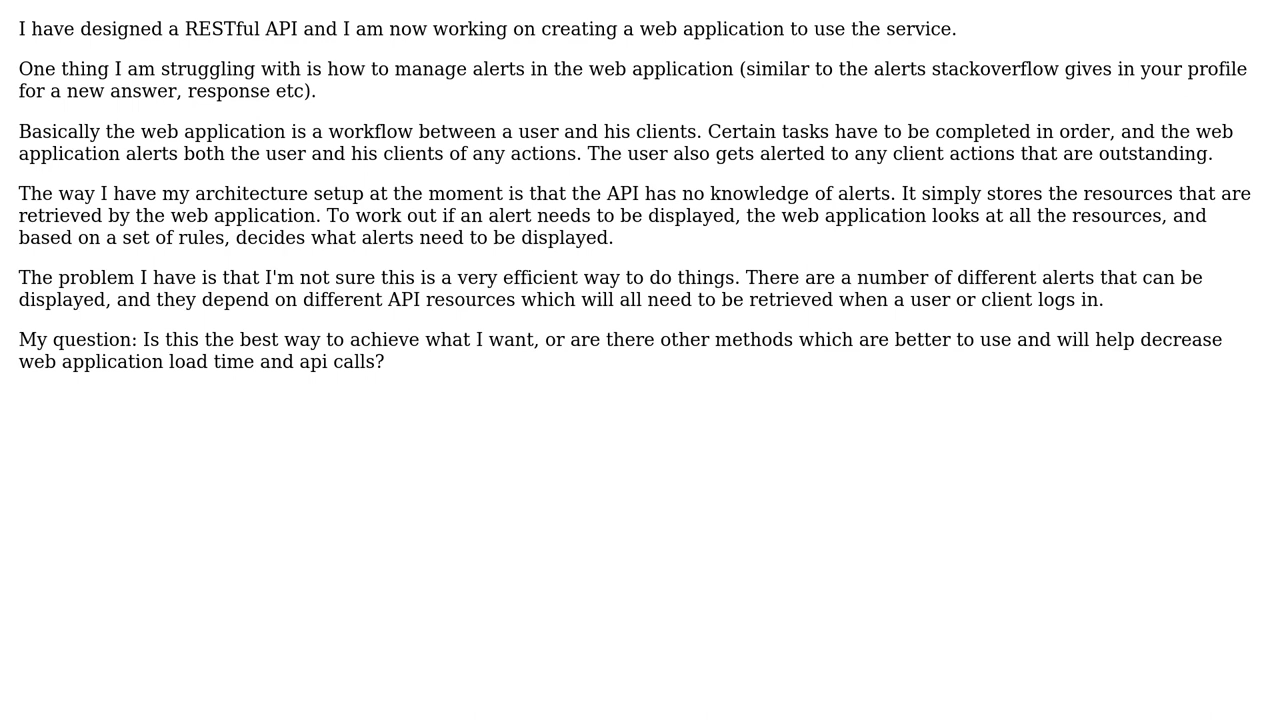 I have designed a RESTful API and I am now working on creating a web application to use the service.
One thing I am struggling with is how to manage alerts in the web application (similar to the alerts stackoverflow gives in your profile
for a new answer, response etc).
Basically the web application is a workflow between a user and his clients. Certain tasks have to be completed in order, and the web
application alerts both the user and his clients of any actions. The user also gets alerted to any client actions that are outstanding.
The way I have my architecture setup at the moment is that the API has no knowledge of alerts. It simply stores the resources that are
retrieved by the web application. To work out if an alert needs to be displayed, the web application looks at all the resources, and
based on a set of rules, decides what alerts need to be displayed.
The problem I have is that I'm not sure this is a very efficient way to do things. There are a number of different alerts that can be
displayed, and they depend on different API resources which will all need to be retrieved when a user or client logs in.
My question: Is this the best way to achieve what I want, or are there other methods which are better to use and will help decrease
web application load time and api calls?